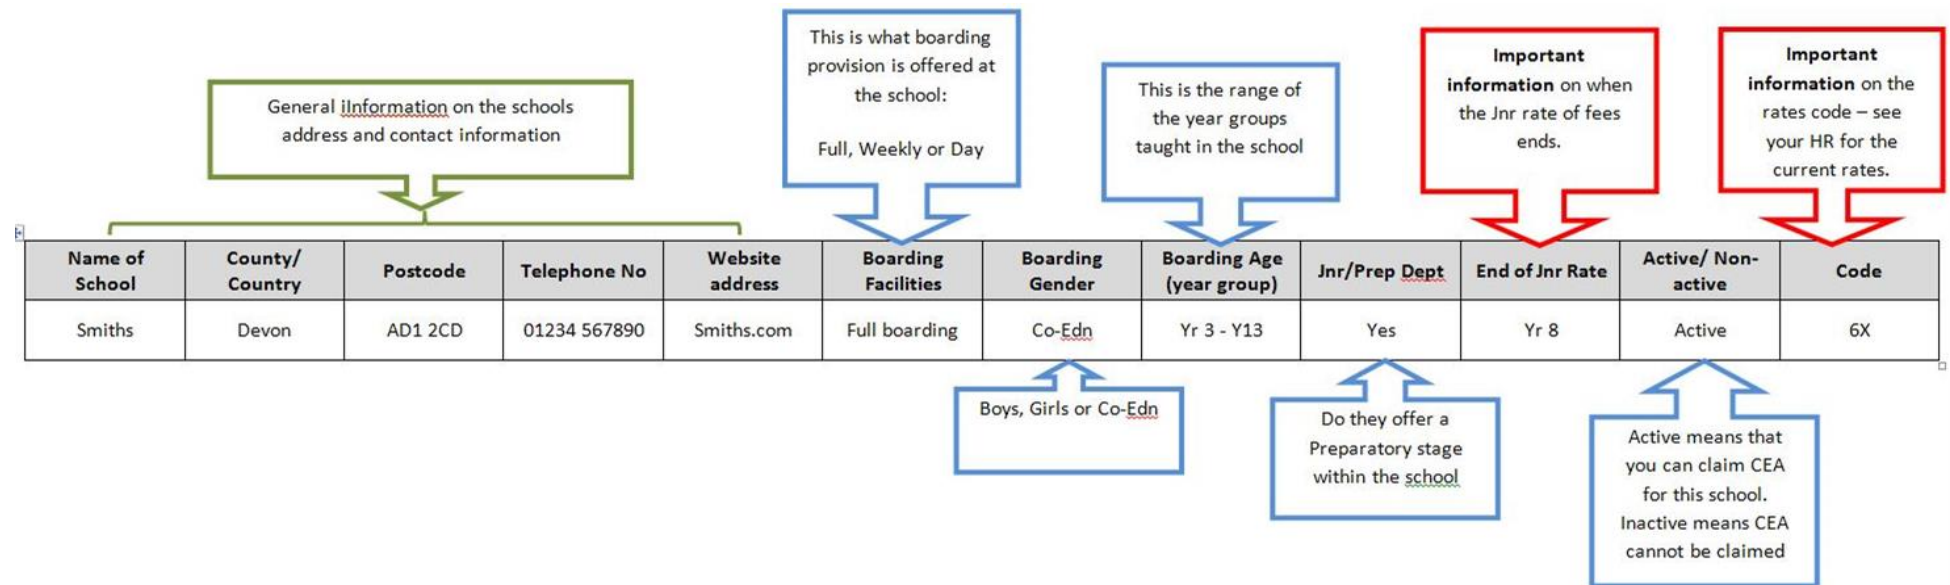 General iInformation on the schools
address and contact information
This is what boarding
provision is offered at
the school:
Full, Weekly or Day
This is the range of
the year groups
taught in the school
Important
information on when
the Jnr rate of fees
ends.
Important
information on the
rates code – see
your HR for the
current rates.
Name of
School
County/
Country
Postcode
Telephone No
Website
address
Boarding
Facilities
Boarding
Gender
Boarding Age
(year group)
Jnr/Prep Dept
End of Jnr Rate
Active/ Non-
active
Code
Smiths
Devon
AD1 2CD
01234 567890
Smiths.com
Full boarding
Co-Edn
Yr 3 - Y13
Yes
Yr 8
Active
6X
Boys, Girls or Co-Edn
Do they offer a
Preparatory stage
within the school
Active means that
you can claim CEA
for this school.
Inactive means CEA
cannot be claimed